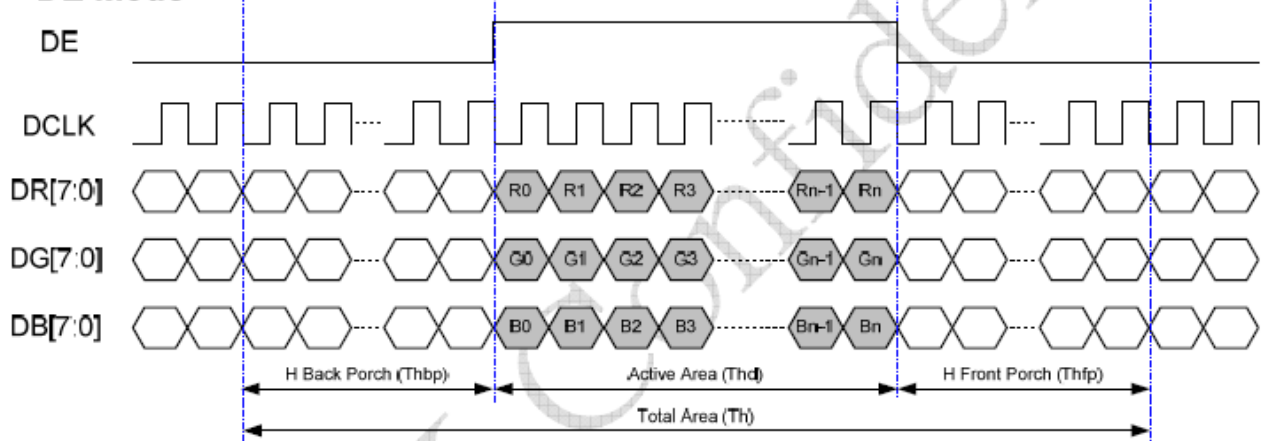 DE
DCLK
DR[7:0] R0 R1 R2 R3 Rn-1 Rn
DG[7:0] G0 G1 G2 G3 Gn-1 Gn
DB[7:0] B0 B1 B2 B3 Bn-1 Bn
H Back Porch (Thbp) Active Area (Thd) H Front Porch (Thfp)
Total Area (Th)